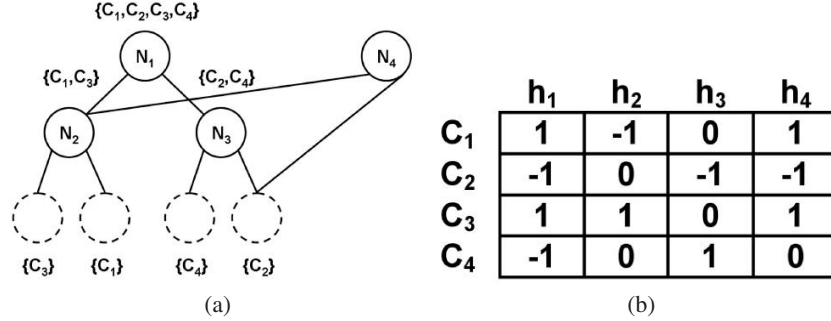 {C₁,C₂,C₃,C₄}
N₁ N₄
{C₁,C₃} {C₂,C₄}
N₂ N₃
{C₃} {C₁} {C₄} {C₂}
(a)
h₁ h₂ h₃ h₄
C₁ 1 -1 0 1
C₂ -1 0 -1 -1
C₃ 1 1 0 1
C₄ -1 0 1 0
(b)